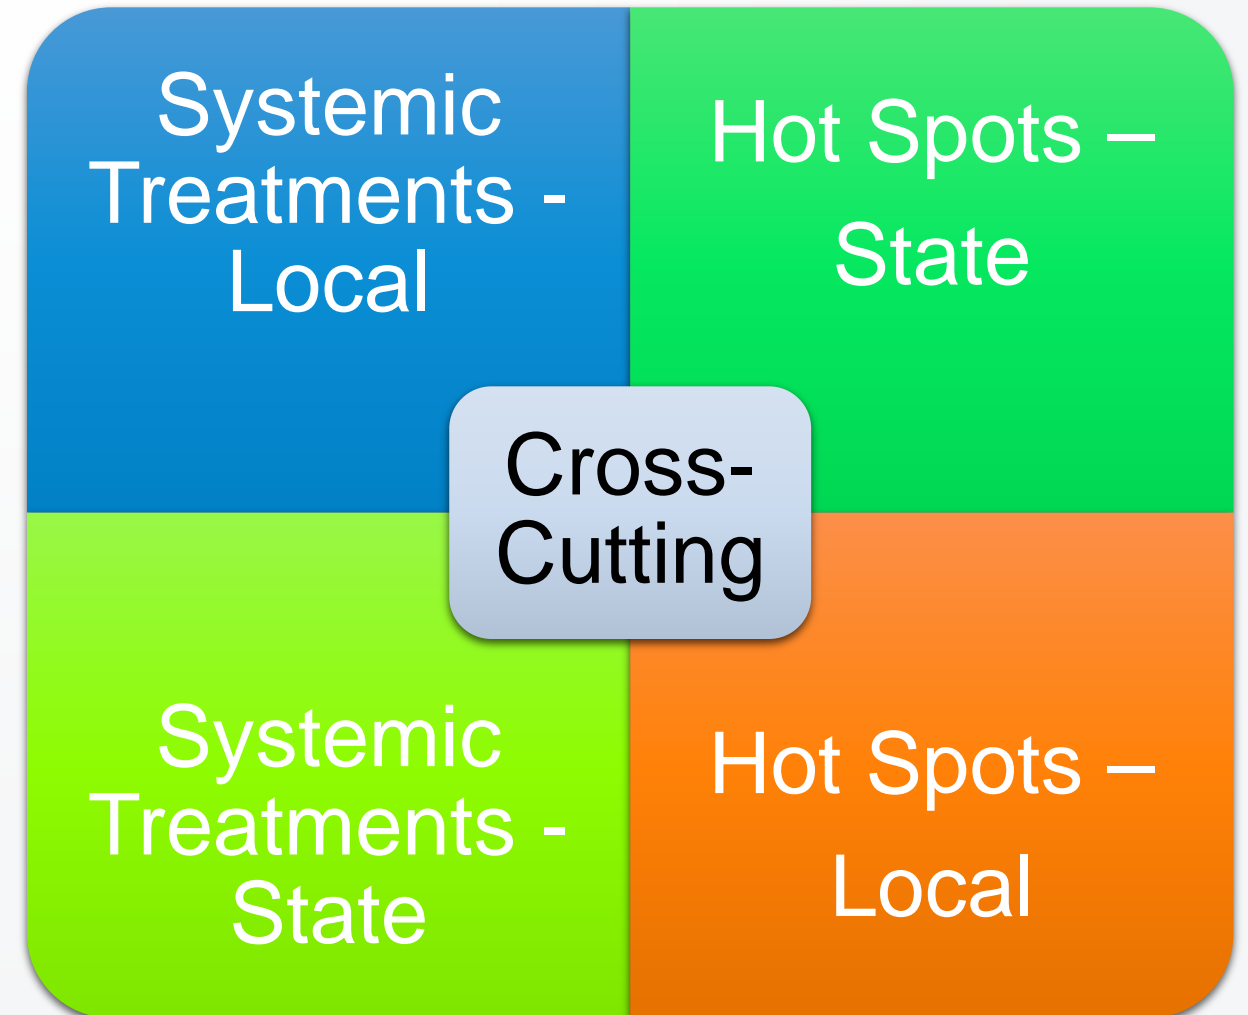 Systemic
Treatments -
Local
Hot Spots –
State
Cross-
Cutting
Systemic
Treatments -
State
Hot Spots –
Local